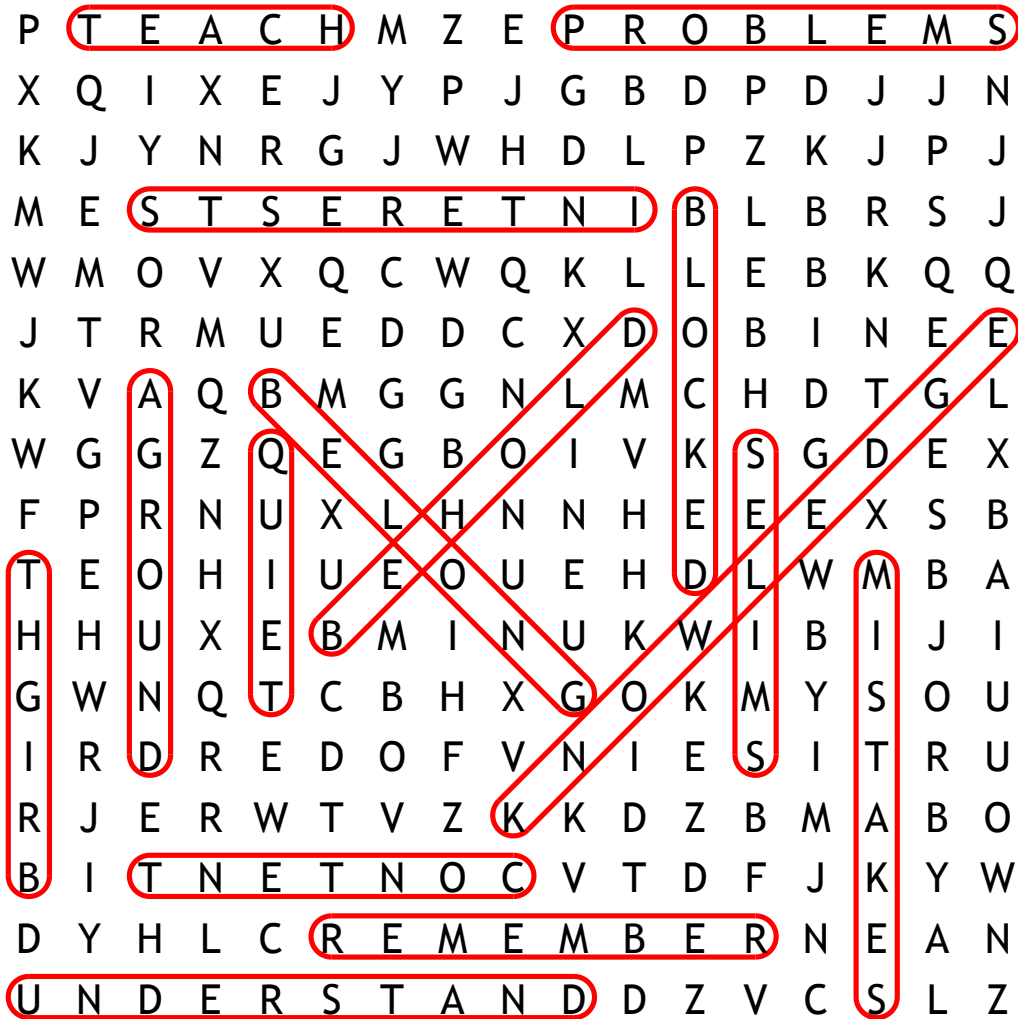 P T E A C H M Z E P R O B L E M S
X Q I X E J Y P J G B D P D J J N
K J Y N R G J W H D L P Z K J P J
M E S T S E R E T N I B L B R S J
W M O V X Q C W Q K L L E B K Q Q
J T R M U E D D C X D O B I N E E
K V A Q B M G G N L M C H D T G L
W G G Z Q E G B O I V K S G D E X
F P R N U X L H N N H E E E X S B
T E O H I U E O U E H D L W M B A
H H U X E B M I N U K W I B I J I
G W N Q T C B H X G O K M Y S O U
I R D R E D O F V N I E S I T R U
R J E R W T V Z K K D Z B M A B O
B I T N E T N O C V T D F J K Y W
D Y H L C R E M E M B E R N E A N
U N D E R S T A N D D Z V C S L Z